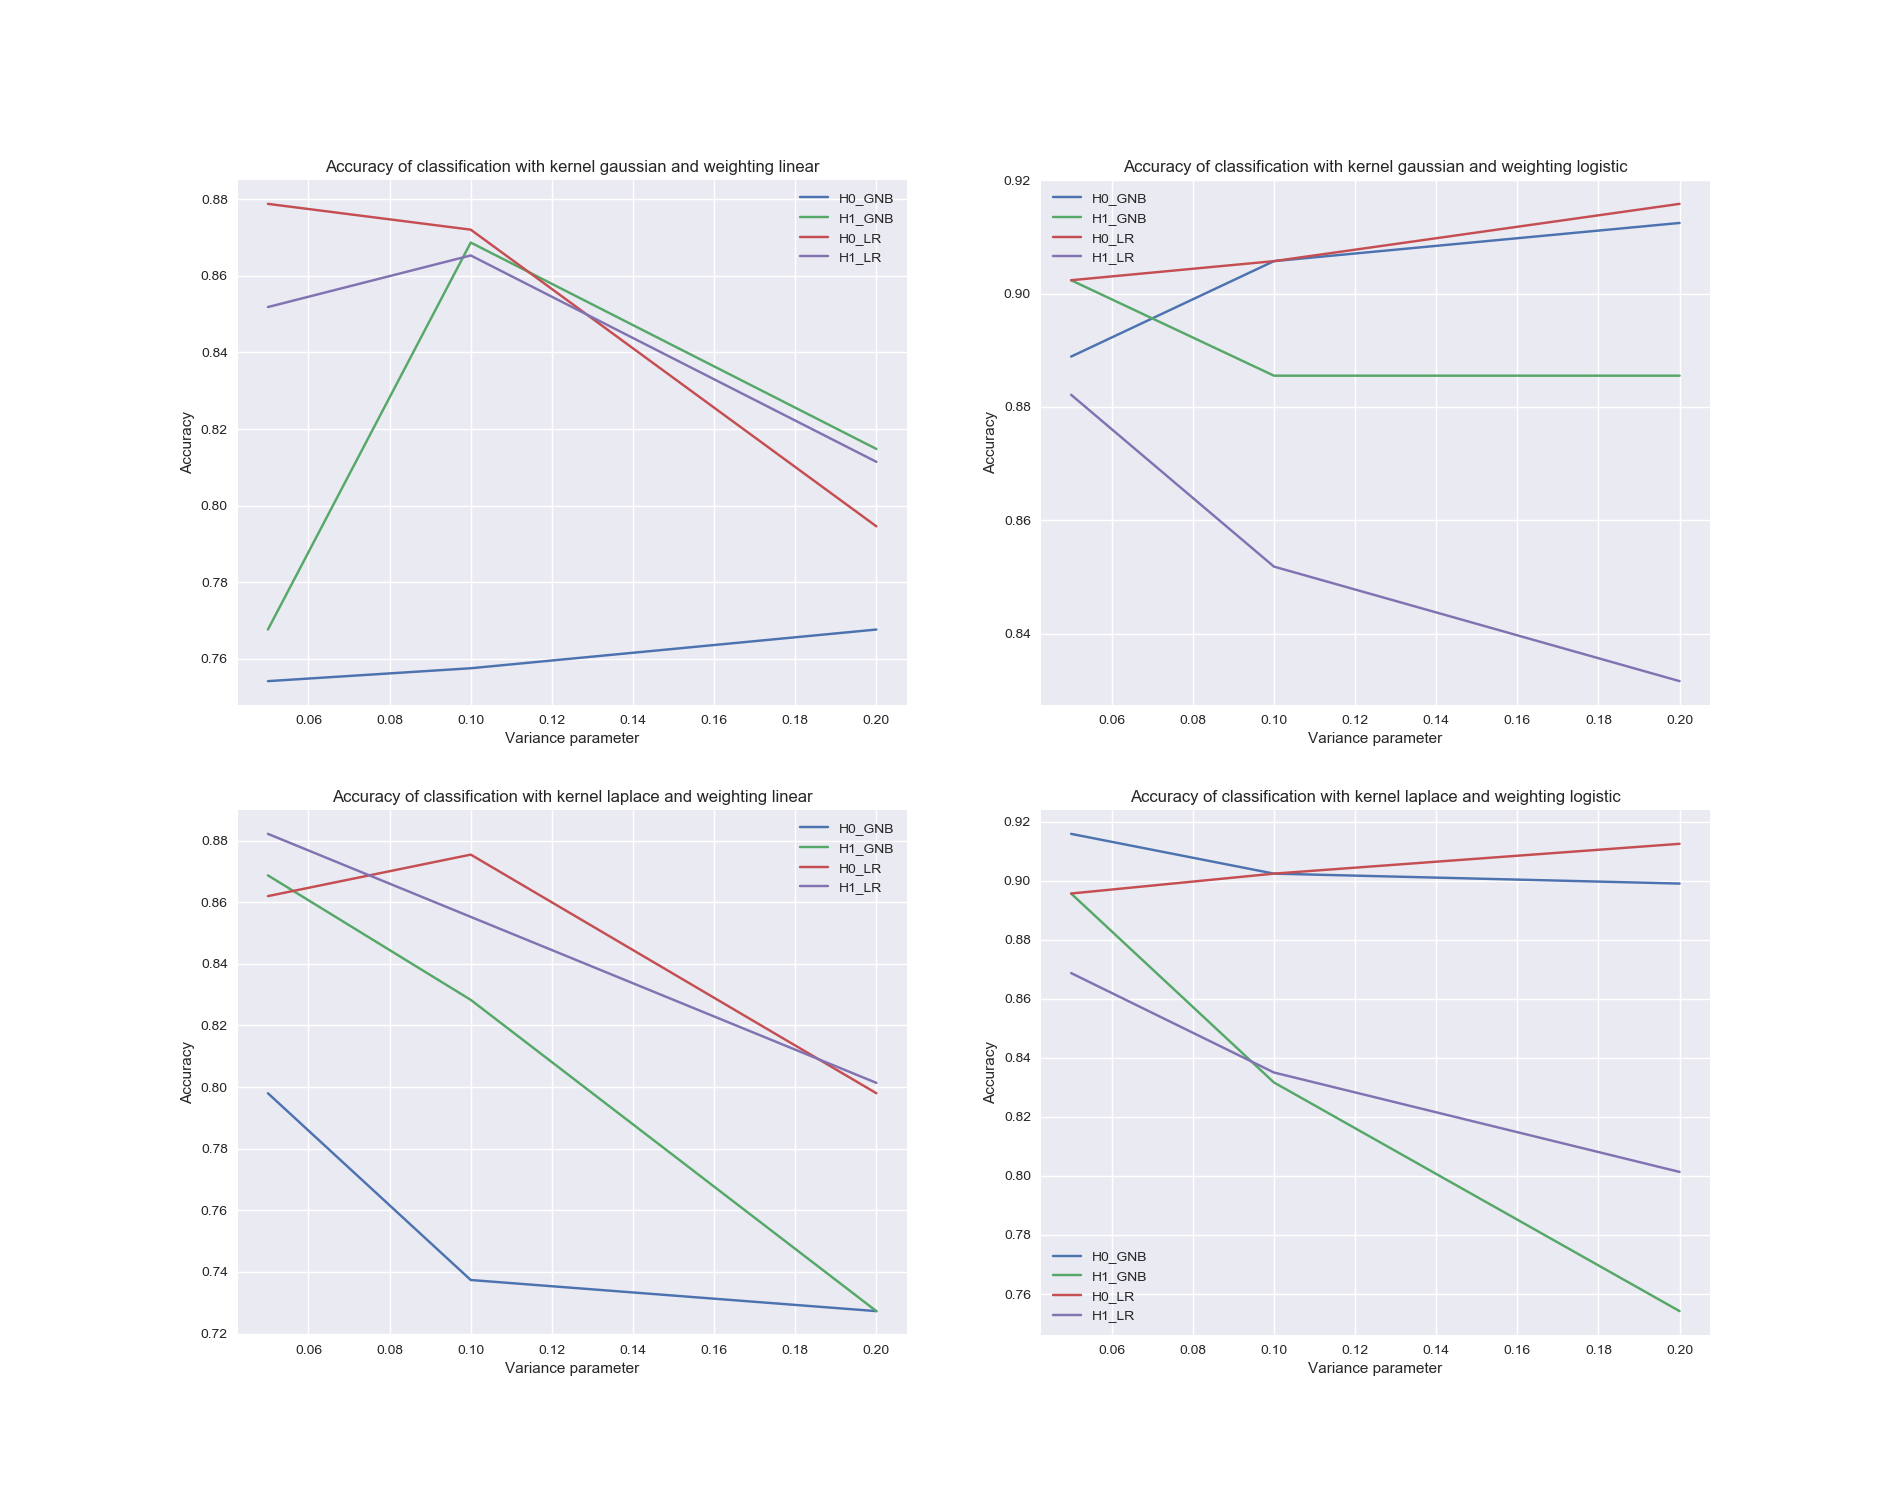 Accuracy of classification with kernel gaussian and weighting linear
0.88
0.86
0.84
0.82
0.80
0.78
0.76
Accuracy
H0_GNB
H1_GNB
H0_LR
H1_LR
0.06 0.08 0.10 0.12 0.14 0.16 0.18 0.20
Variance parameter
Accuracy of classification with kernel gaussian and weighting logistic
0.92
0.90
0.88
0.86
0.84
Accuracy
H0_GNB
H1_GNB
H0_LR
H1_LR
0.06 0.08 0.10 0.12 0.14 0.16 0.18 0.20
Variance parameter
Accuracy of classification with kernel laplace and weighting linear
0.88
0.86
0.84
0.82
0.80
0.78
0.76
0.74
0.72
Accuracy
H0_GNB
H1_GNB
H0_LR
H1_LR
0.06 0.08 0.10 0.12 0.14 0.16 0.18 0.20
Variance parameter
Accuracy of classification with kernel laplace and weighting logistic
0.92
0.90
0.88
0.86
0.84
0.82
0.80
0.78
0.76
Accuracy
H0_GNB
H1_GNB
H0_LR
H1_LR
0.06 0.08 0.10 0.12 0.14 0.16 0.18 0.20
Variance parameter